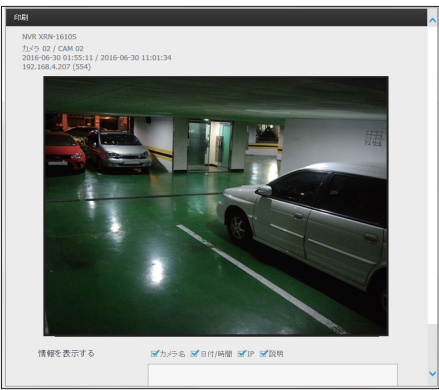 印刷
NVR XRN-1610S
カメラ 02 / CAM 02
2016-06-30 01:55:11 / 2016-06-30 11:01:34
192.168.4.207 (554)
情報を表示する
カメラ名 日付/時間 IP 説明